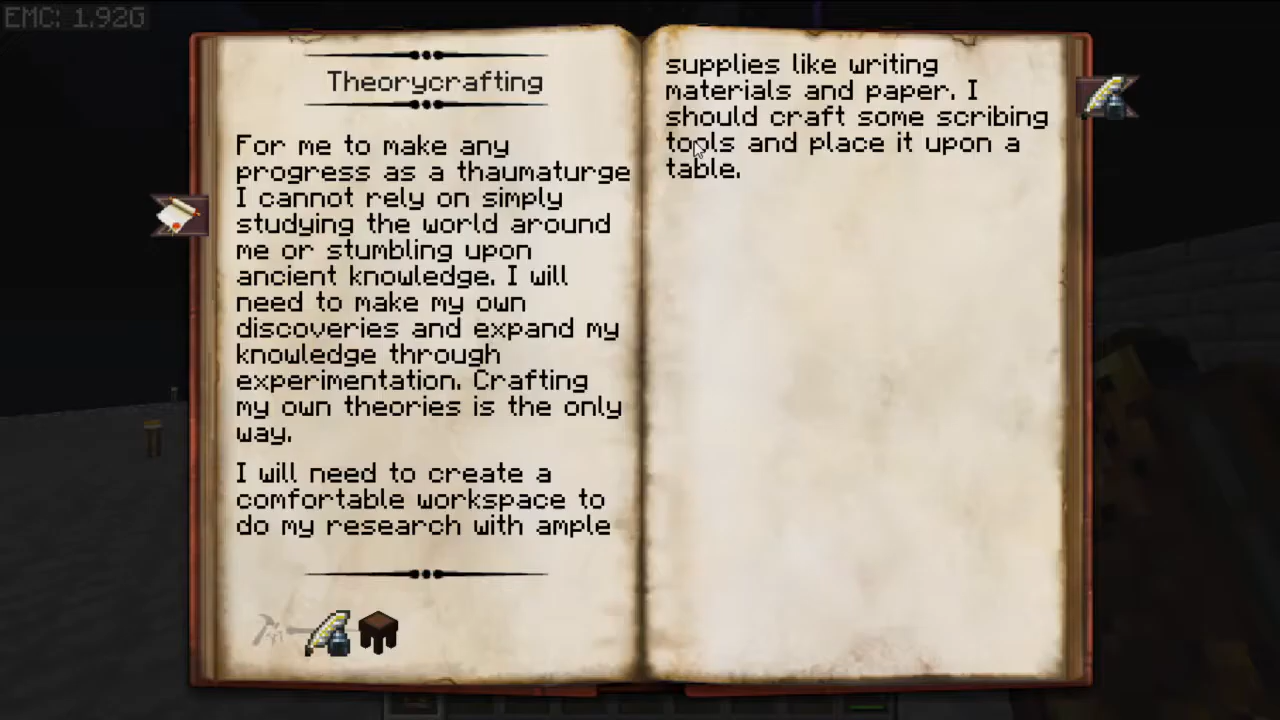 EMC: 1.92G
Theorycrafting
For me to make any
progress as a thaumaturge
I cannot rely on simply
studying the world around
me or stumbling upon
ancient knowledge. I will
need to make my own
discoveries and expand my
knowledge through
experimentation. Crafting
my own theories is the only
way.
I will need to create a
comfortable workspace to
do my research with ample
supplies like writing
materials and paper. I
should craft some scribing
tools and place it upon a
table.